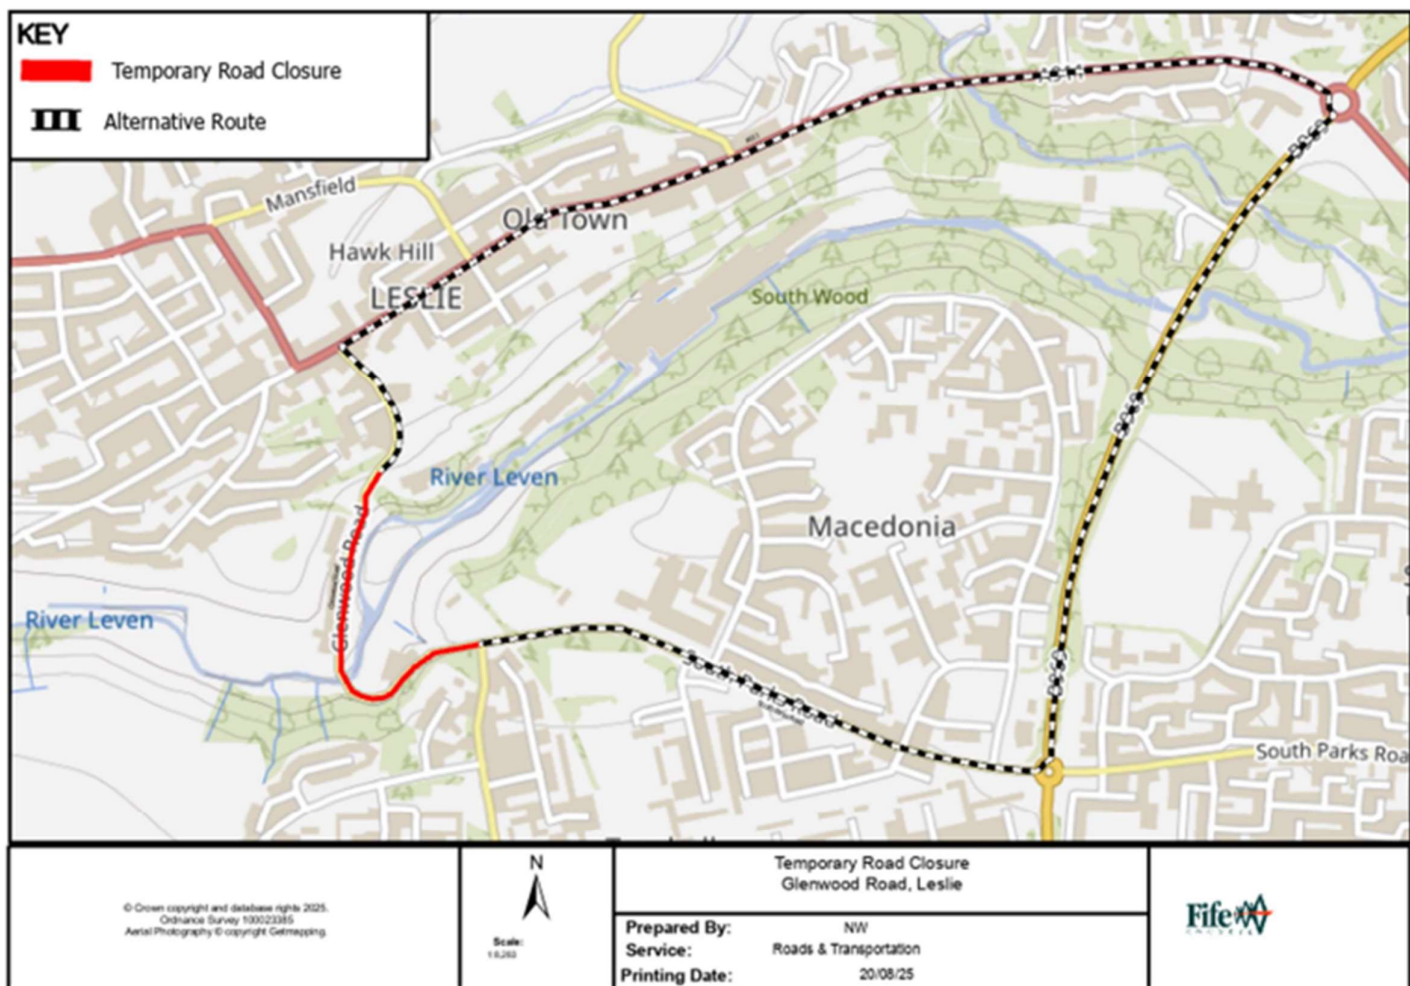 KEY
Temporary Road Closure
Alternative Route
Mansfield
Hawk Hill
Old Town
LESLIE
South Wood
River Leven
Macedonia
Glenwood Road
River Leven
South Parks Road
South Parks Roa
N
Scale:
Temporary Road Closure
Glenwood Road, Leslie
Prepared By: NW
Service: Roads & Transportation
Printing Date: 20/08/25
© Crown copyright and database rights 2025.
Ordnance Survey 100023385
Aerial Photography © copyright Getmapping.
Fife